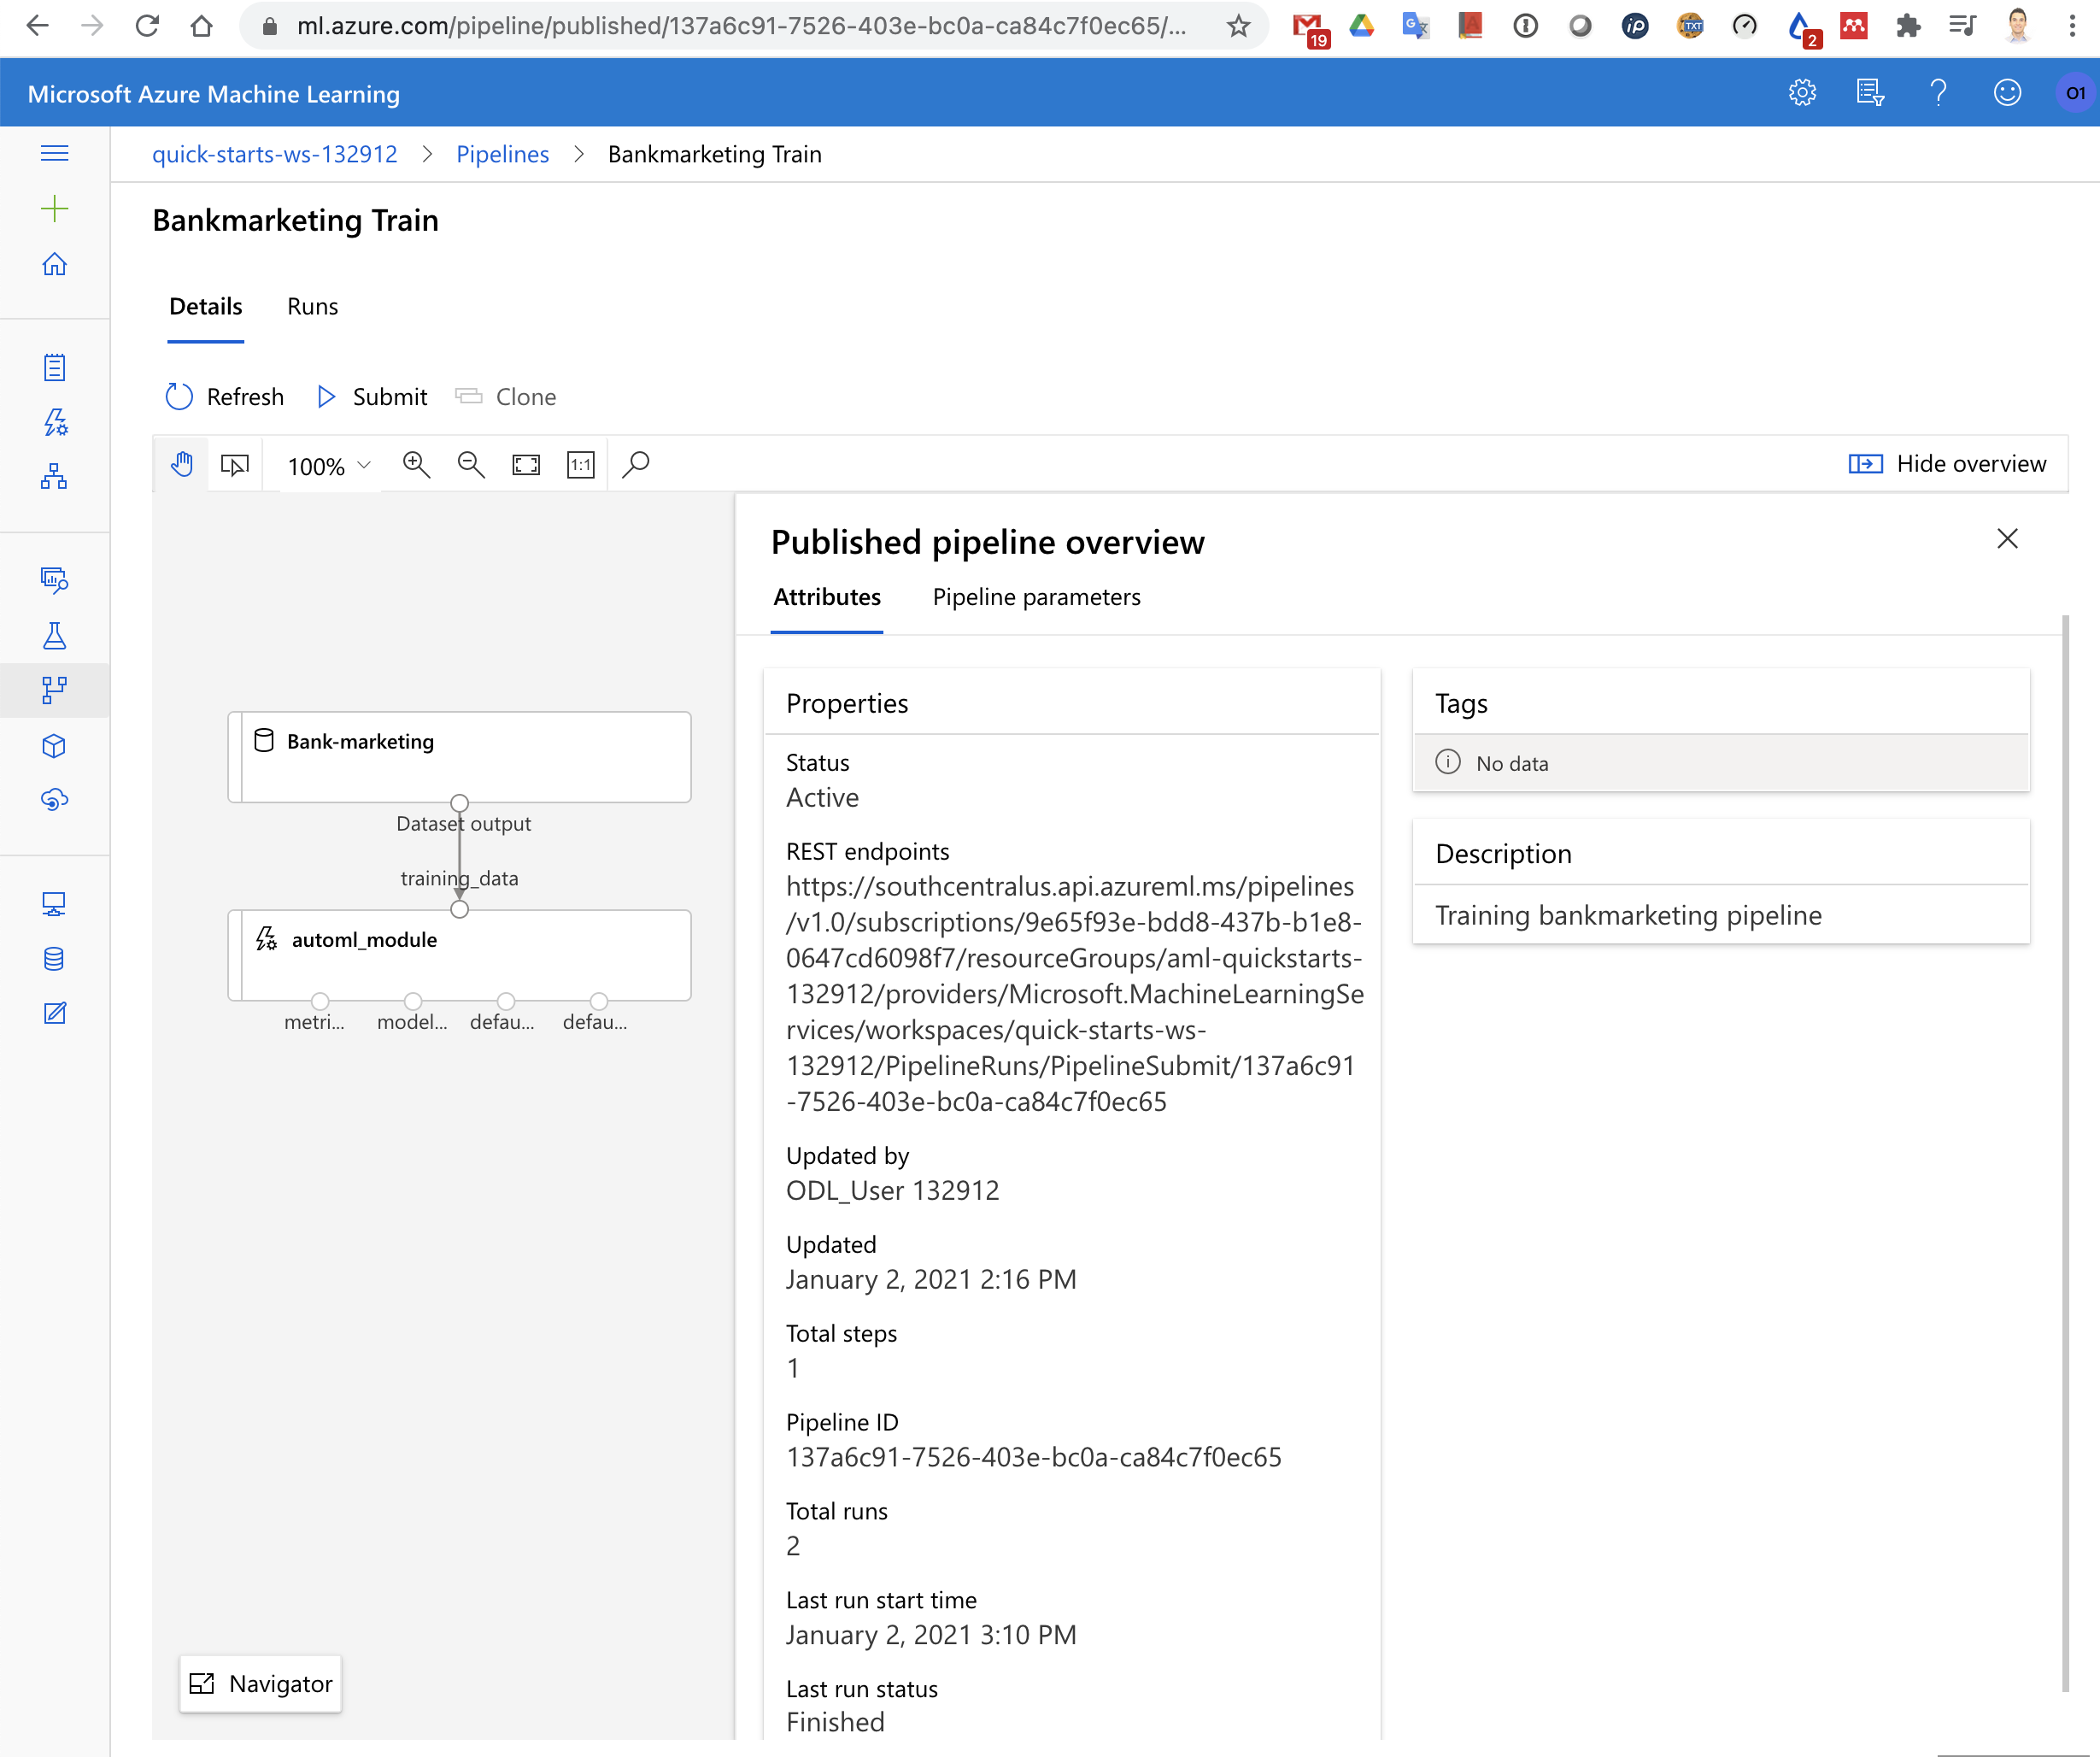 ml.azure.com/pipeline/published/137a6c91-7526-403e-bc0a-ca84c7f0ec65/...
19
TXT
2
Microsoft Azure Machine Learning
O1
quick-starts-ws-132912 > Pipelines > Bankmarketing Train
Bankmarketing Train
Details Runs
Refresh Submit Clone
100% 1:1 Hide overview
Bank-marketing
Dataset output
training_data
automl_module
metri... model... defau... defau...
Navigator
Published pipeline overview
Attributes Pipeline parameters
Properties
Status
Active
REST endpoints
https://southcentralus.api.azureml.ms/pipelines
/v1.0/subscriptions/9e65f93e-bdd8-437b-b1e8-
0647cd6098f7/resourceGroups/aml-quickstarts-
132912/providers/Microsoft.MachineLearningSe
rvices/workspaces/quick-starts-ws-
132912/PipelineRuns/PipelineSubmit/137a6c91
-7526-403e-bc0a-ca84c7f0ec65
Updated by
ODL_User 132912
Updated
January 2, 2021 2:16 PM
Total steps
1
Pipeline ID
137a6c91-7526-403e-bc0a-ca84c7f0ec65
Total runs
2
Last run start time
January 2, 2021 3:10 PM
Last run status
Finished
Tags
No data
Description
Training bankmarketing pipeline